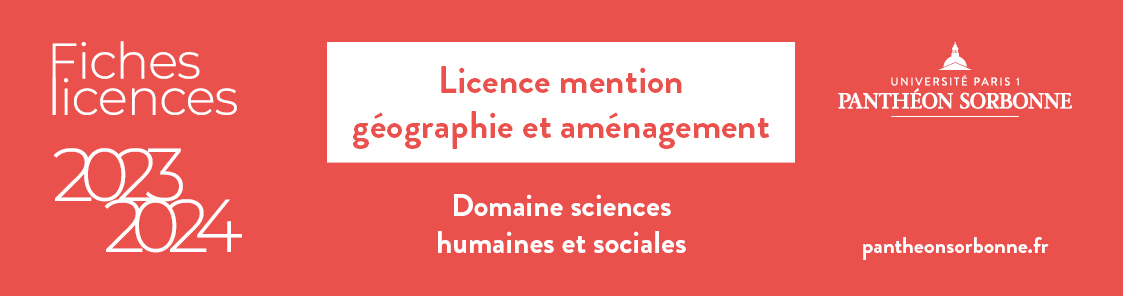 Fiches
licences
2023
2024
Licence mention
géographie et aménagement
Domaine sciences
humaines et sociales
UNIVERSITÉ PARIS 1
PANTHÉON SORBONNE
pantheonsorbonne.fr